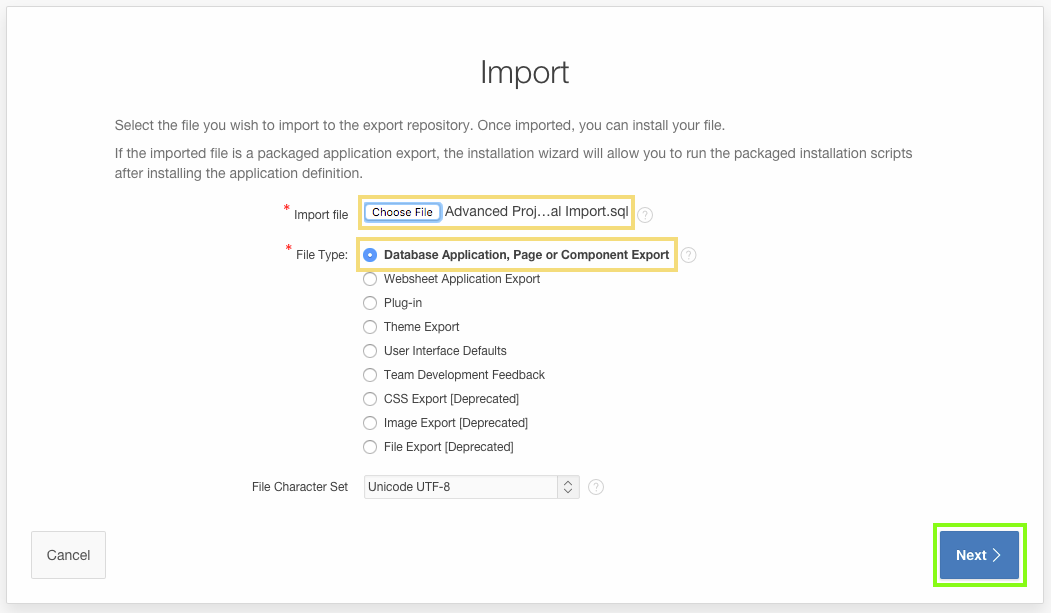 Import
Select the file you wish to import to the export repository. Once imported, you can install your file.
If the imported file is a packaged application export, the installation wizard will allow you to run the packaged installation scripts
after installing the application definition.
* Import file Choose File Advanced Proj...al Import.sql ?
* File Type: Database Application, Page or Component Export ?
Websheet Application Export
Plug-in
Theme Export
User Interface Defaults
Team Development Feedback
CSS Export [Deprecated]
Image Export [Deprecated]
File Export [Deprecated]
File Character Set Unicode UTF-8 ?
Cancel Next